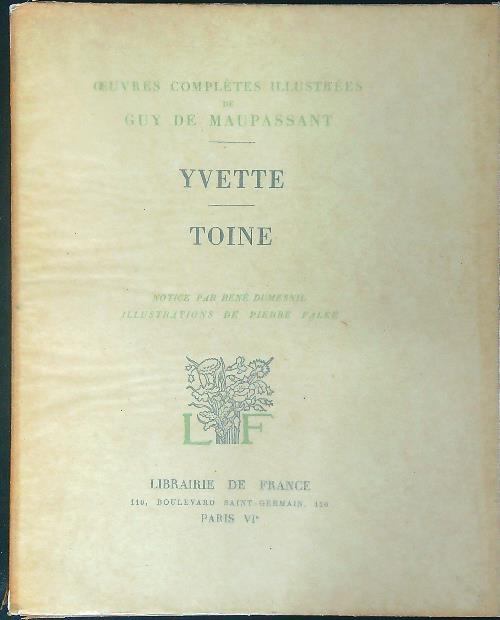 ŒUVRES COMPLÈTES ILLUSTRÉES
DE
GUY DE MAUPASSANT
YVETTE
TOINE
NOTICE PAR RENÉ DUMESNIL
ILLUSTRATIONS DE PIERRE FALKÉ
L F
LIBRAIRIE DE FRANCE
110, BOULEVARD SAINT-GERMAIN, 110
PARIS VIe